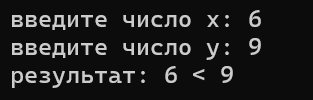 введите число x: 6
введите число y: 9
результат: 6 < 9